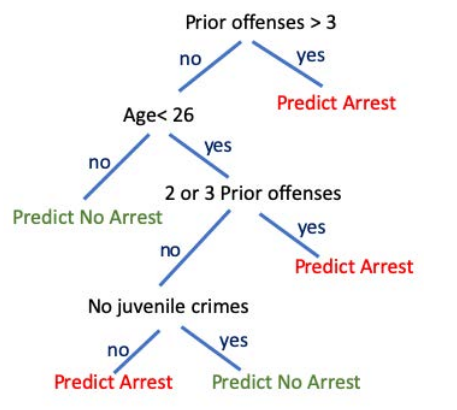 Prior offenses > 3
no
yes
Age< 26
Predict Arrest
no
yes
2 or 3 Prior offenses
Predict No Arrest
no
yes
Predict Arrest
No juvenile crimes
no
yes
Predict Arrest
Predict No Arrest